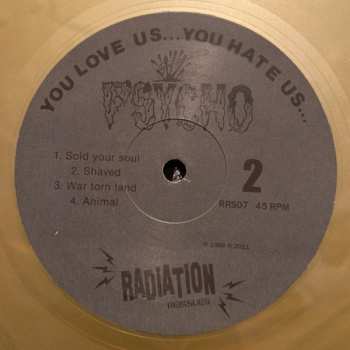 YOU LOVE US...YOU HATE US...
PSYCHO
1. Sold your soul
2. Shaved
3. War torn land
4. Animal
2
RRS07 45 RPM
RADIATION